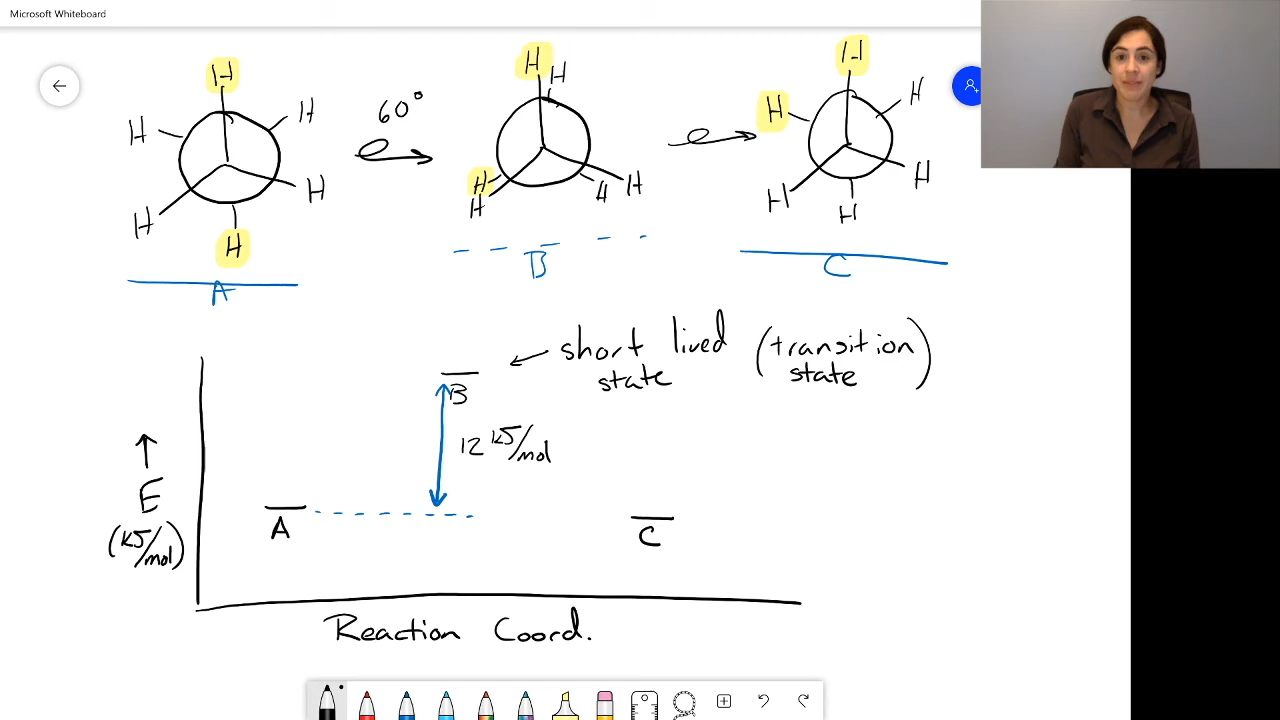 Microsoft Whiteboard
H
H
H
H
H
H
A
60°
H
H
H
H
H
H
B
H
H
H
H
H
H
C
short lived
state
(transition
state)
B
12 kJ/mol
↑
E
(kJ/mol)
A
C
Reaction Coord.